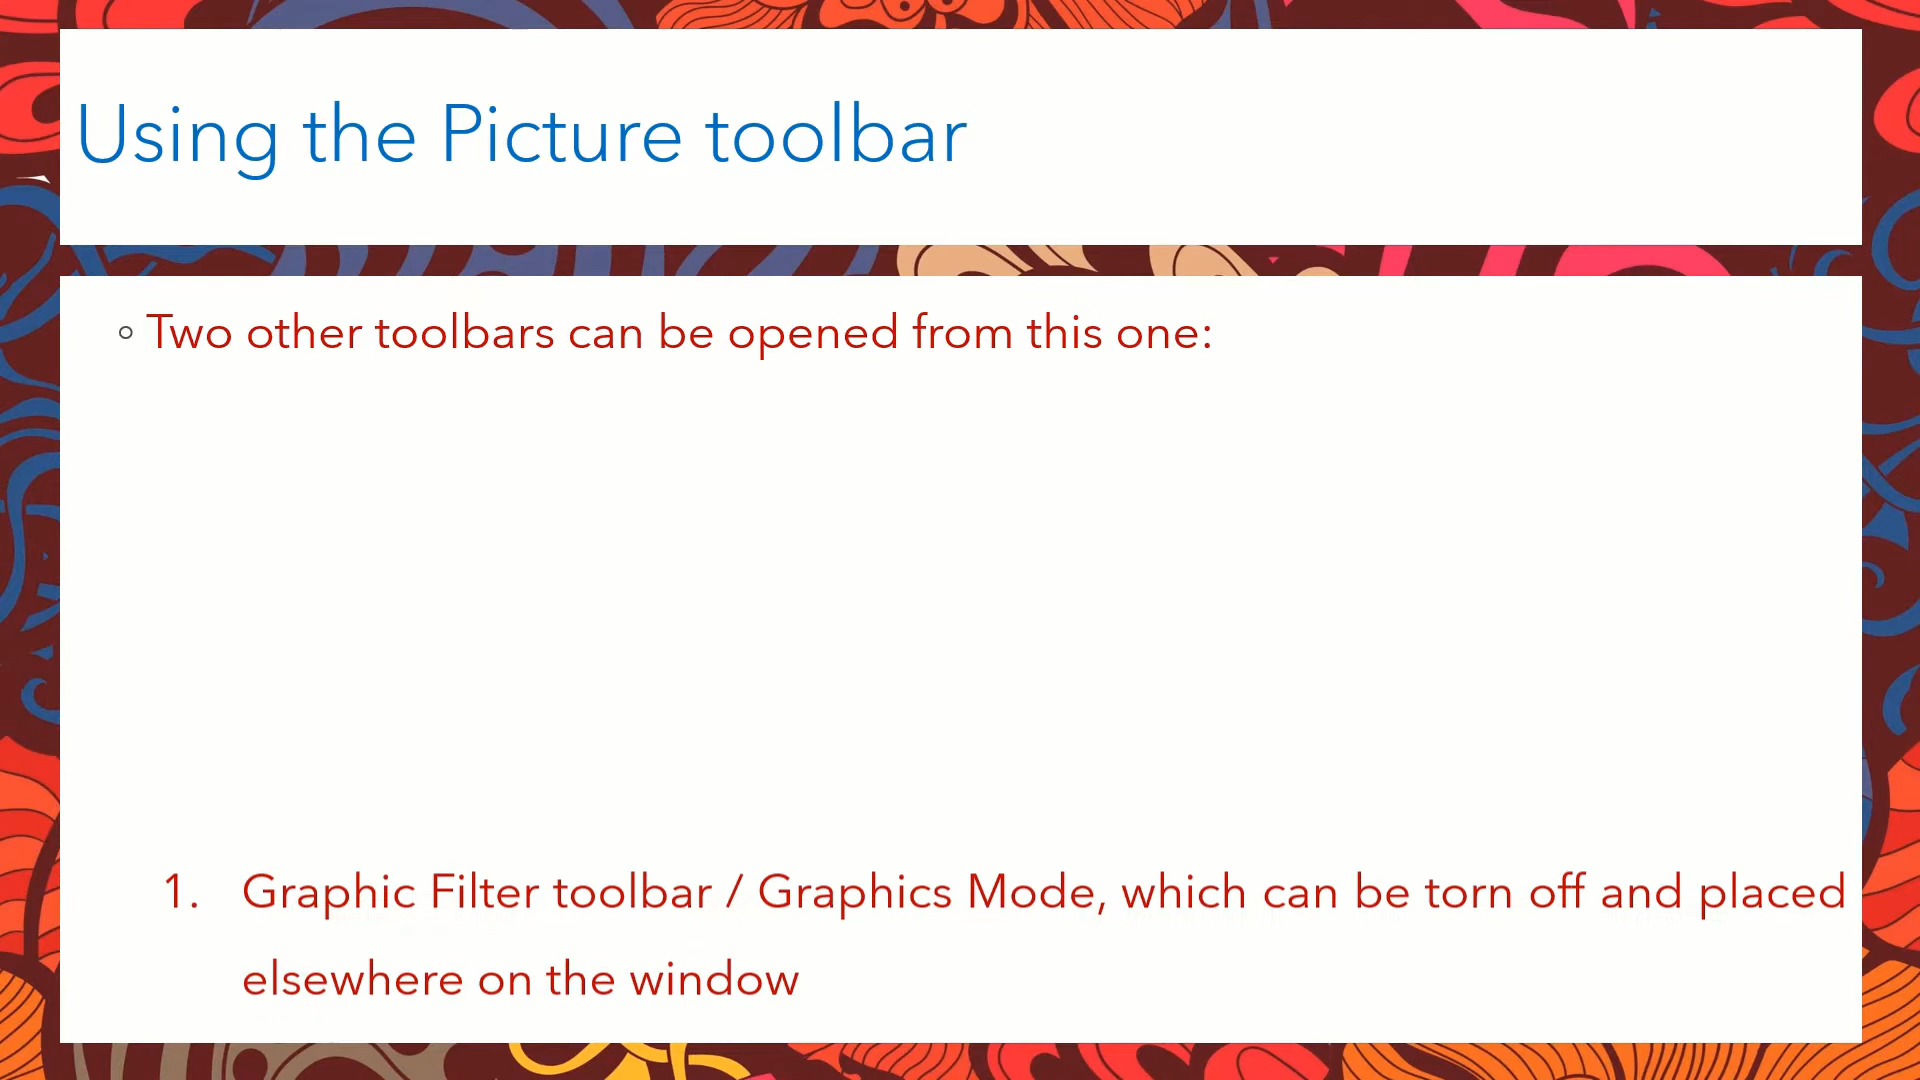 Using the Picture toolbar
Two other toolbars can be opened from this one:
1. Graphic Filter toolbar / Graphics Mode, which can be torn off and placed
elsewhere on the window